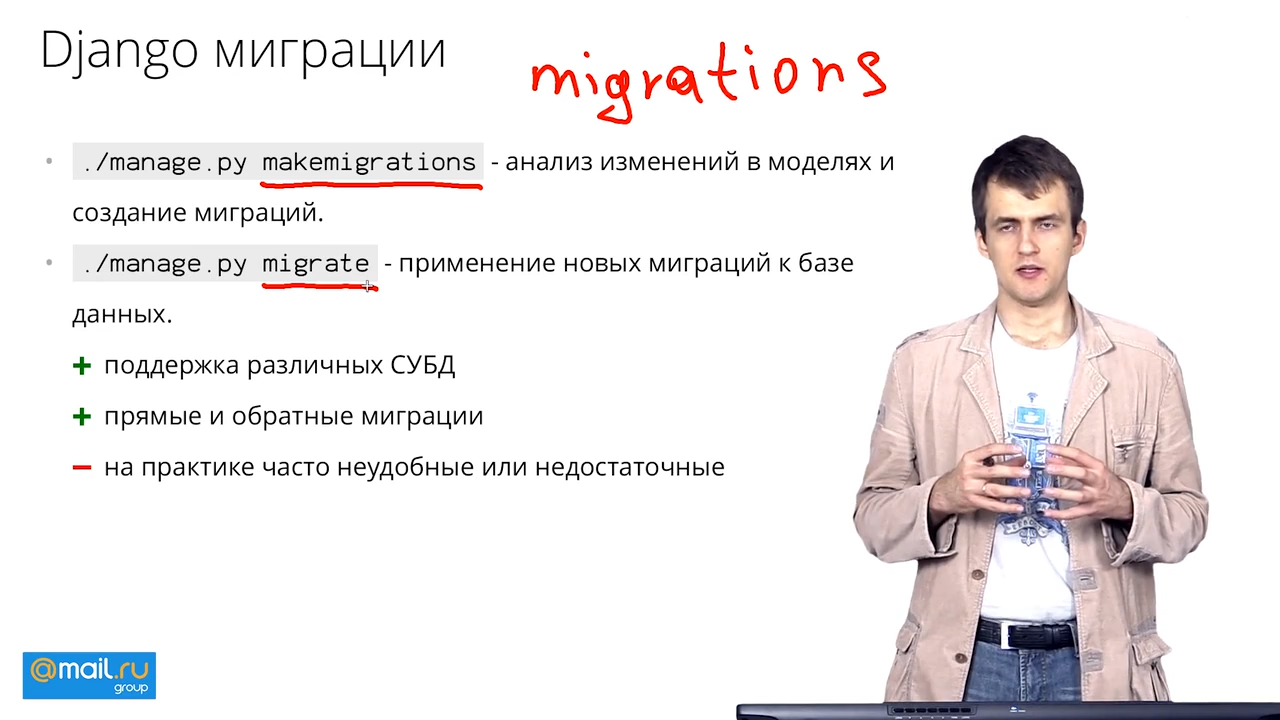 Django миграции
migrations
• ./manage.py makemigrations - анализ изменений в моделях и
создание миграций.
• ./manage.py migrate - применение новых миграций к базе
данных.
+ поддержка различных СУБД
+ прямые и обратные миграции
− на практике часто неудобные или недостаточные
@mail.ru
group